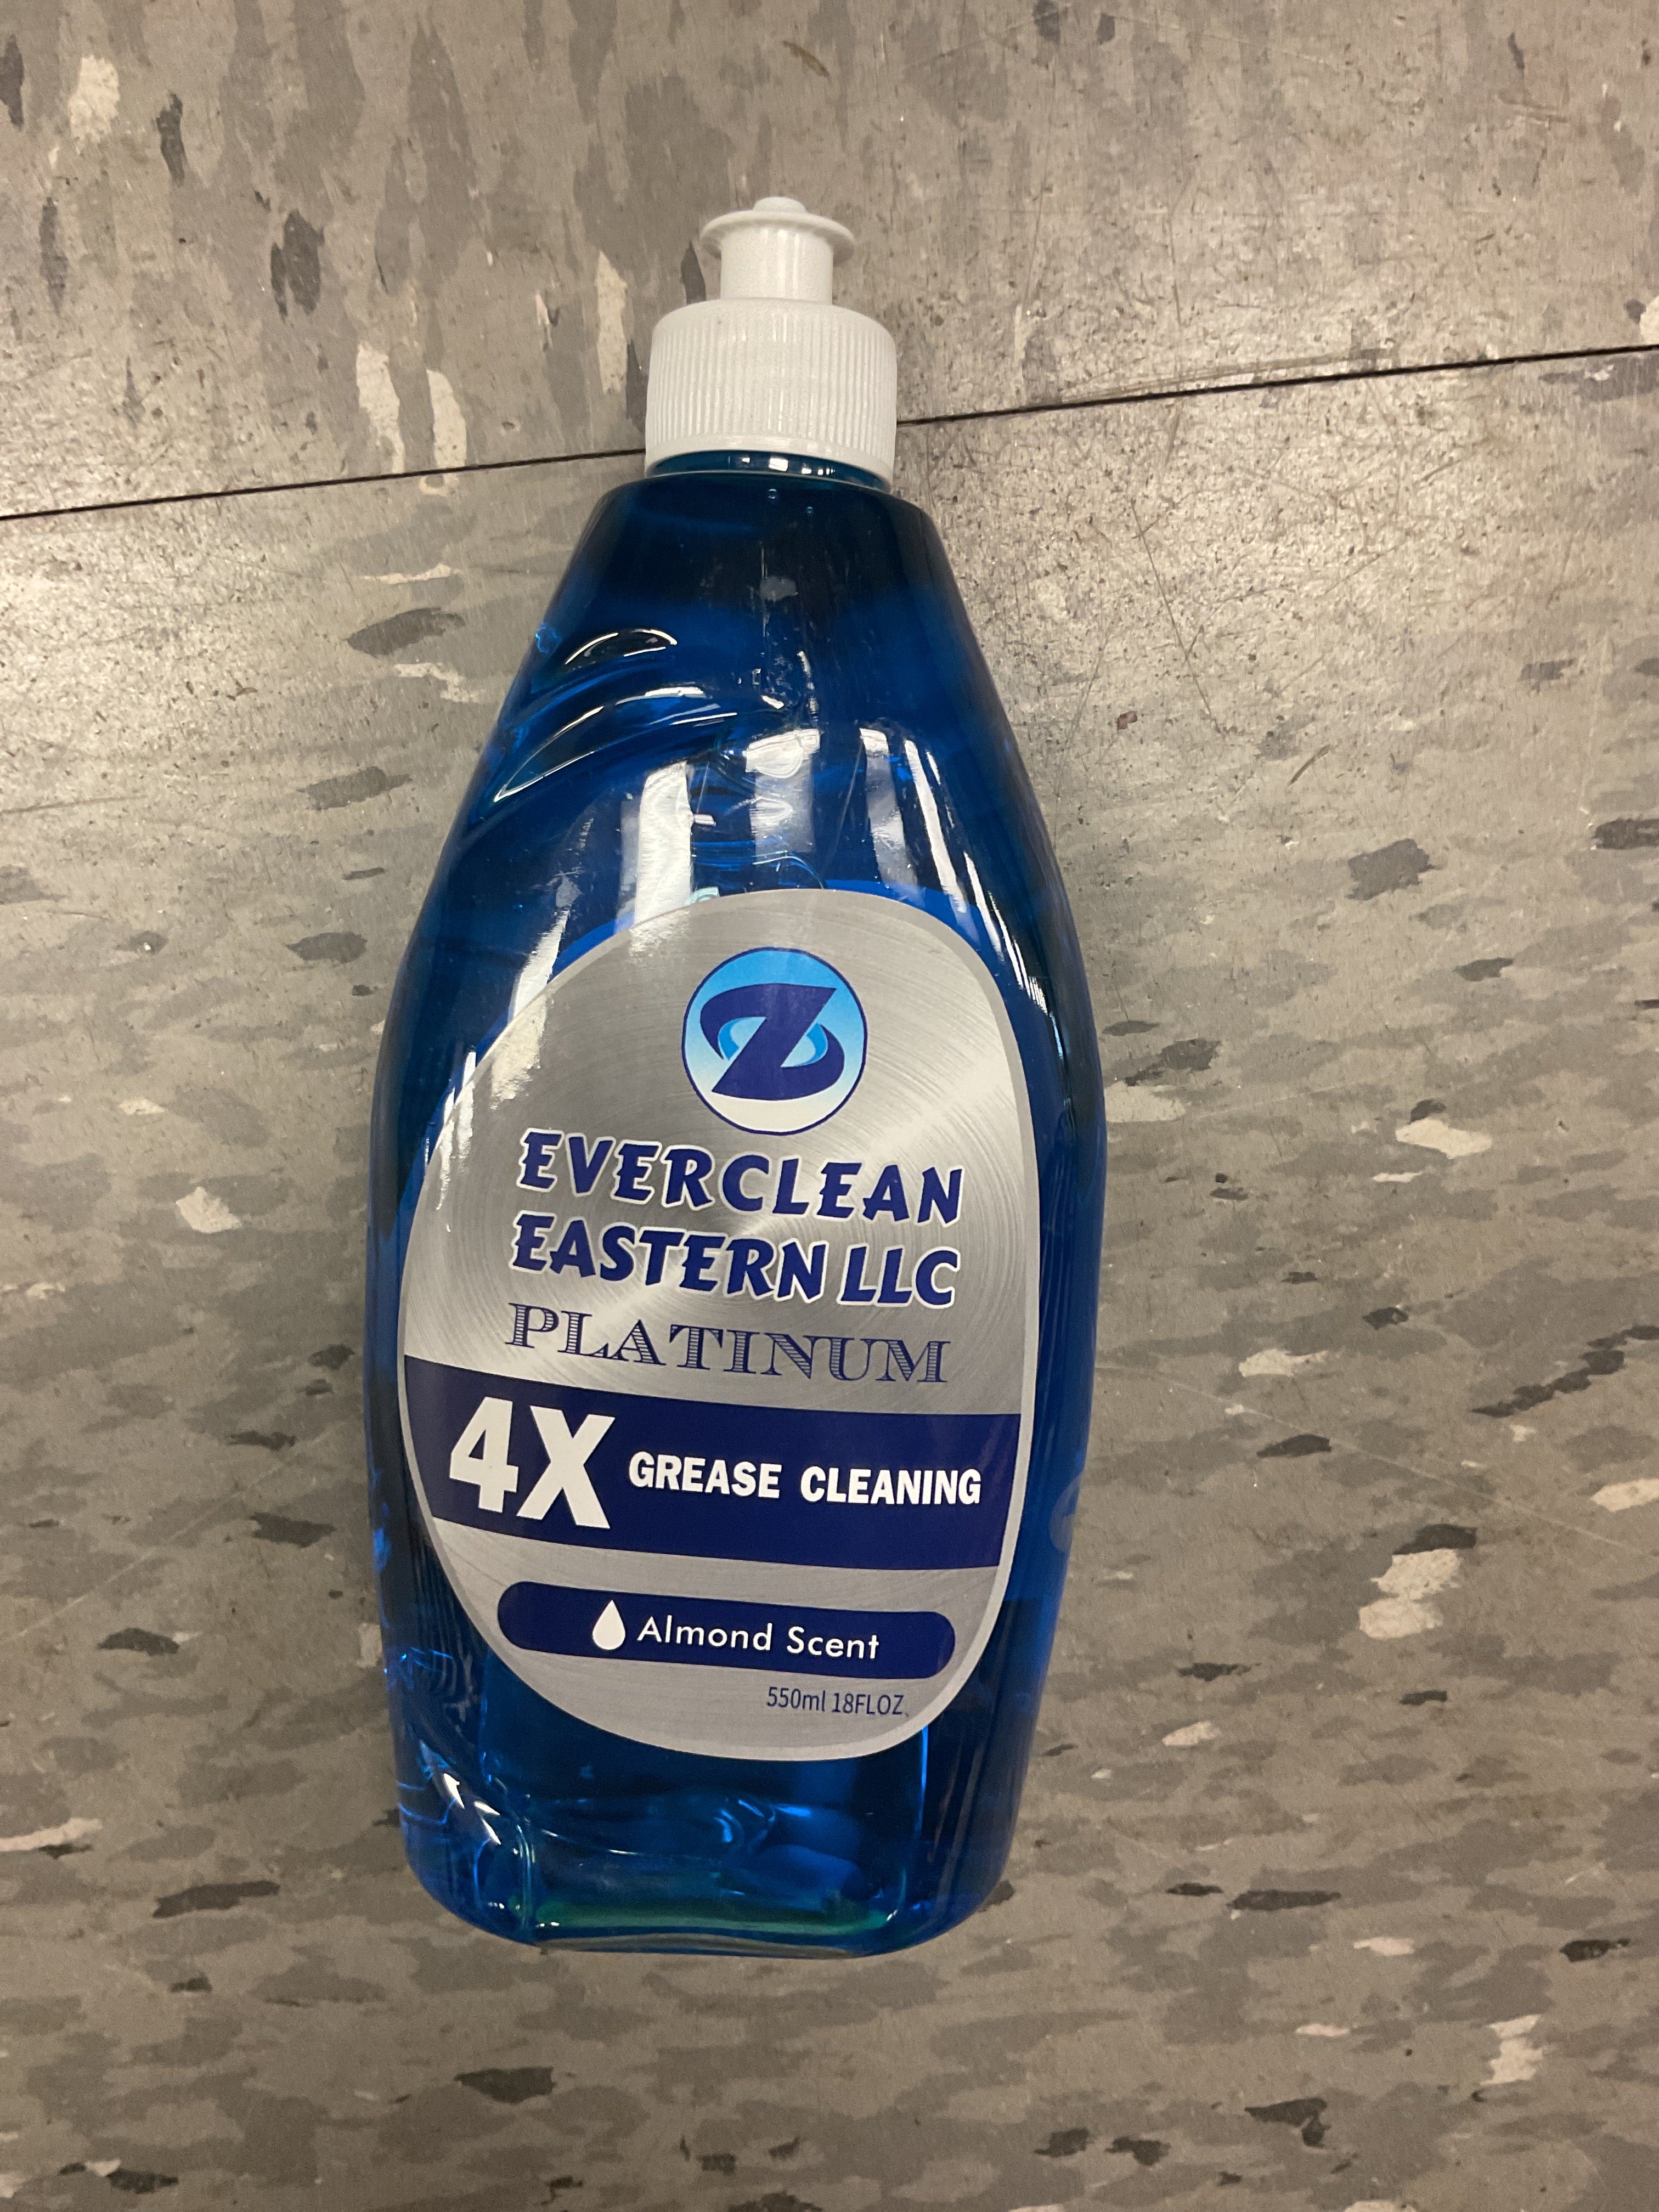 Z
EVERCLEAN
EASTERN LLC
PLATINUM
4X GREASE CLEANING
Almond Scent
550ml 18FLOZ